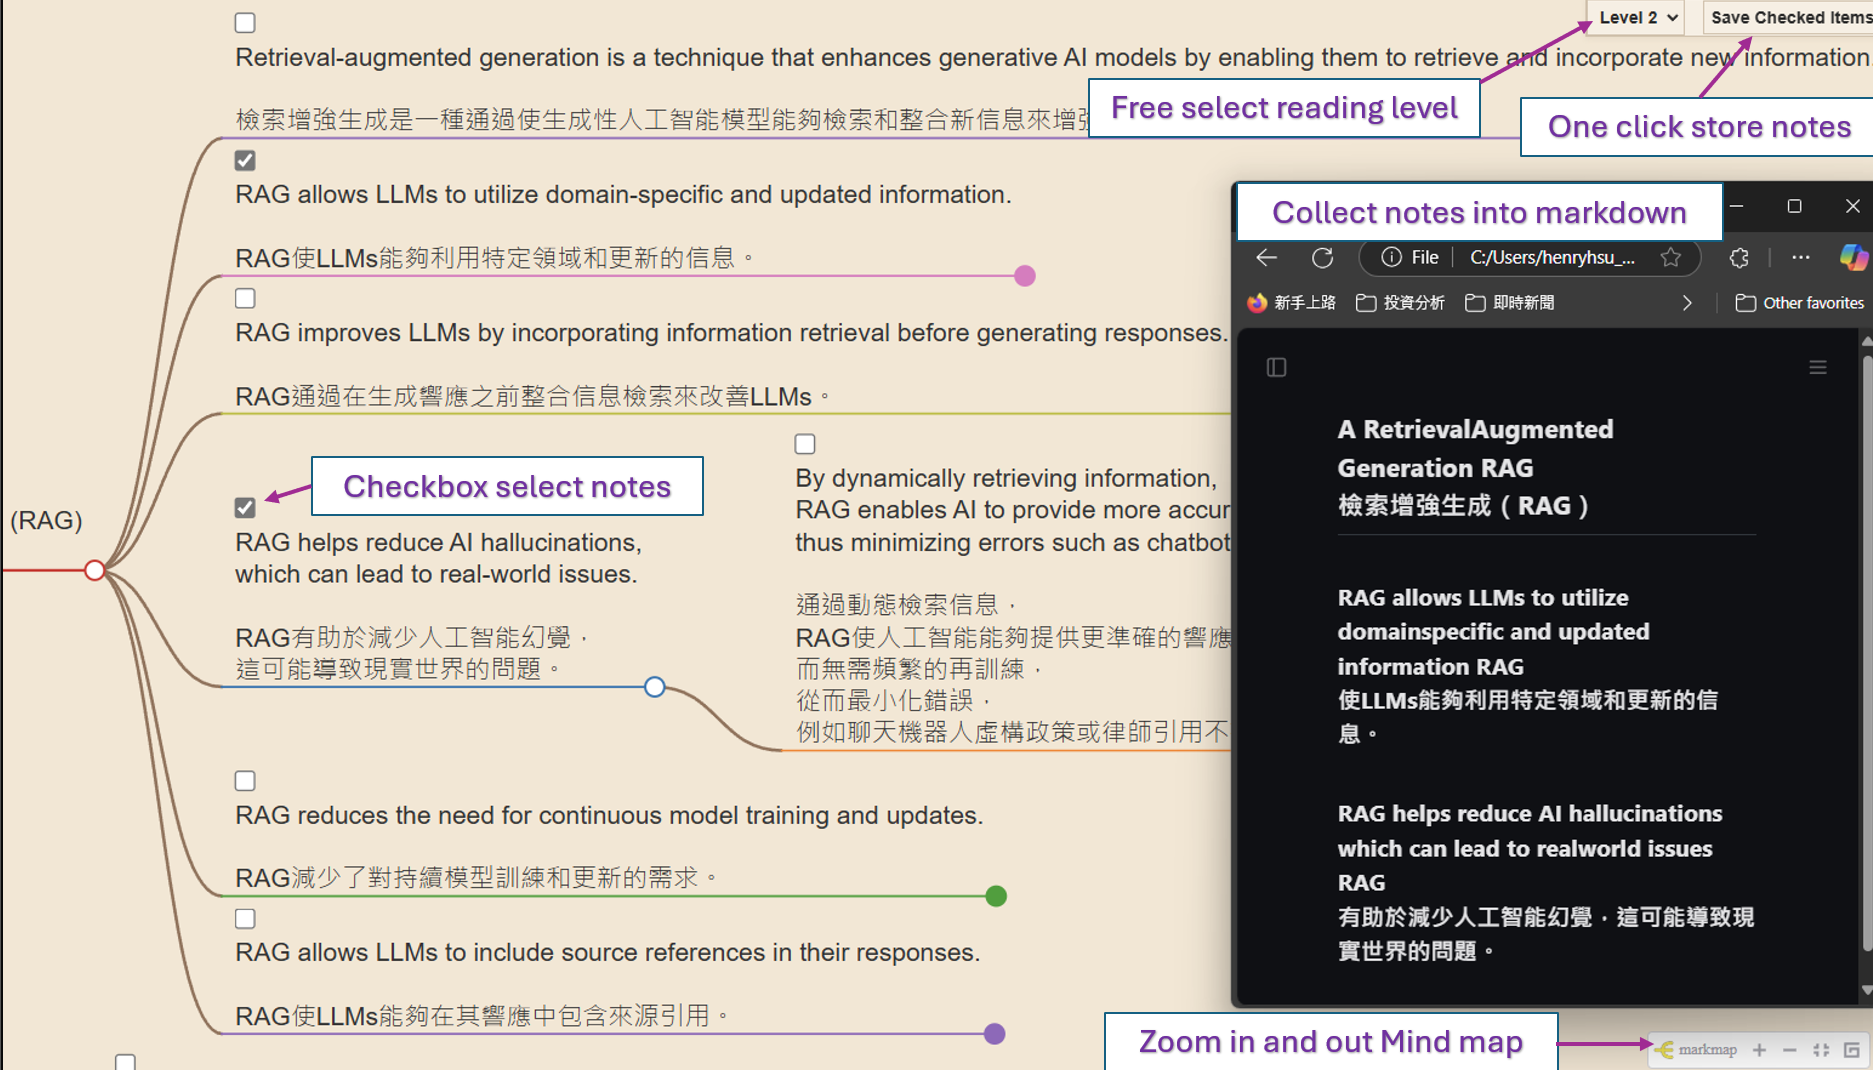 Level 2
Save Checked Items
Retrieval-augmented generation is a technique that enhances generative AI models by enabling them to retrieve and incorporate new information.
Free select reading level
One click store notes
檢索增強生成是一種通過使生成性人工智能模型能夠檢索和整合新信息來增強
RAG allows LLMs to utilize domain-specific and updated information.
RAG使LLMs能夠利用特定領域和更新的信息。
RAG improves LLMs by incorporating information retrieval before generating responses.
RAG通過在生成響應之前整合信息檢索來改善LLMs。
(RAG)
Checkbox select notes
RAG helps reduce AI hallucinations,
which can lead to real-world issues.
RAG有助於減少人工智能幻覺，
這可能導致現實世界的問題。
By dynamically retrieving information,
RAG enables AI to provide more accur
thus minimizing errors such as chatbot
通過動態檢索信息，
RAG使人工智能能夠提供更準確的響應
而無需頻繁的再訓練，
從而最小化錯誤，
例如聊天機器人虛構政策或律師引用不
RAG reduces the need for continuous model training and updates.
RAG減少了對持續模型訓練和更新的需求。
RAG allows LLMs to include source references in their responses.
RAG使LLMs能夠在其響應中包含來源引用。
Collect notes into markdown
File
C:/Users/henryhsu_...
新手上路
投資分析
即時新聞
Other favorites
A RetrievalAugmented
Generation RAG
檢索增強生成（RAG）
RAG allows LLMs to utilize
domainspecific and updated
information RAG
使LLMs能夠利用特定領域和更新的信
息。
RAG helps reduce AI hallucinations
which can lead to realworld issues
RAG
有助於減少人工智能幻覺，這可能導致現
實世界的問題。
Zoom in and out Mind map
markmap